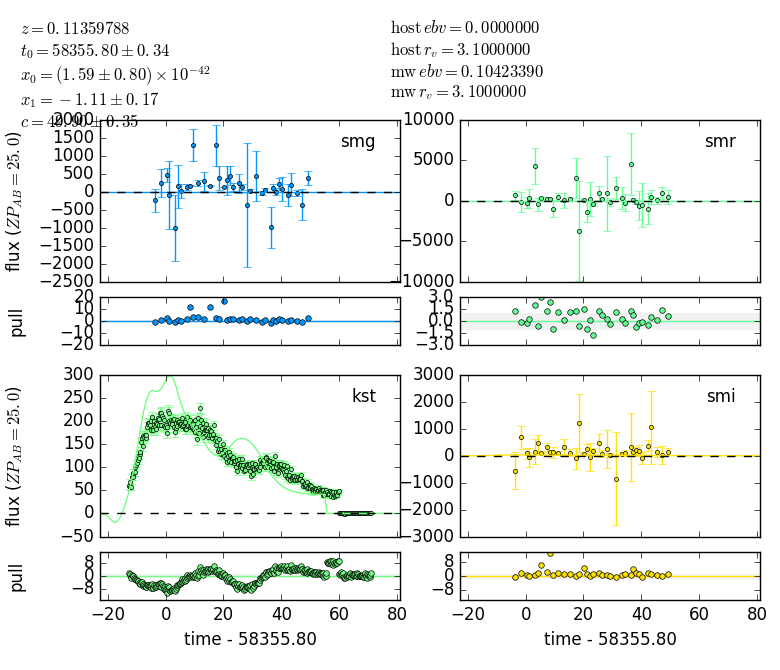 z = 0.11359788
t0 = 58355.80 ± 0.34
x0 = (1.59 ± 0.80) × 10^−42
x1 = −1.11 ± 0.17
c = 40.90 ± 0.35
host ebv = 0.0000000
host r_v = 3.1000000
mw ebv = 0.10423390
mw r_v = 3.1000000
flux (ZP_AB = 25.0)
2000
1500
1000
500
0
−500
−1000
−1500
−2000
−2500
smg
10000
5000
0
−5000
−10000
smr
pull
20
10
0
−10
−20
3.0
1.5
0.0
−1.5
−3.0
flux (ZP_AB = 25.0)
300
250
200
150
100
50
0
−50
kst
3000
2000
1000
0
−1000
−2000
−3000
smi
pull
8
0
−8
8
0
−8
−20 0 20 40 60 80
−20 0 20 40 60 80
time - 58355.80
time - 58355.80